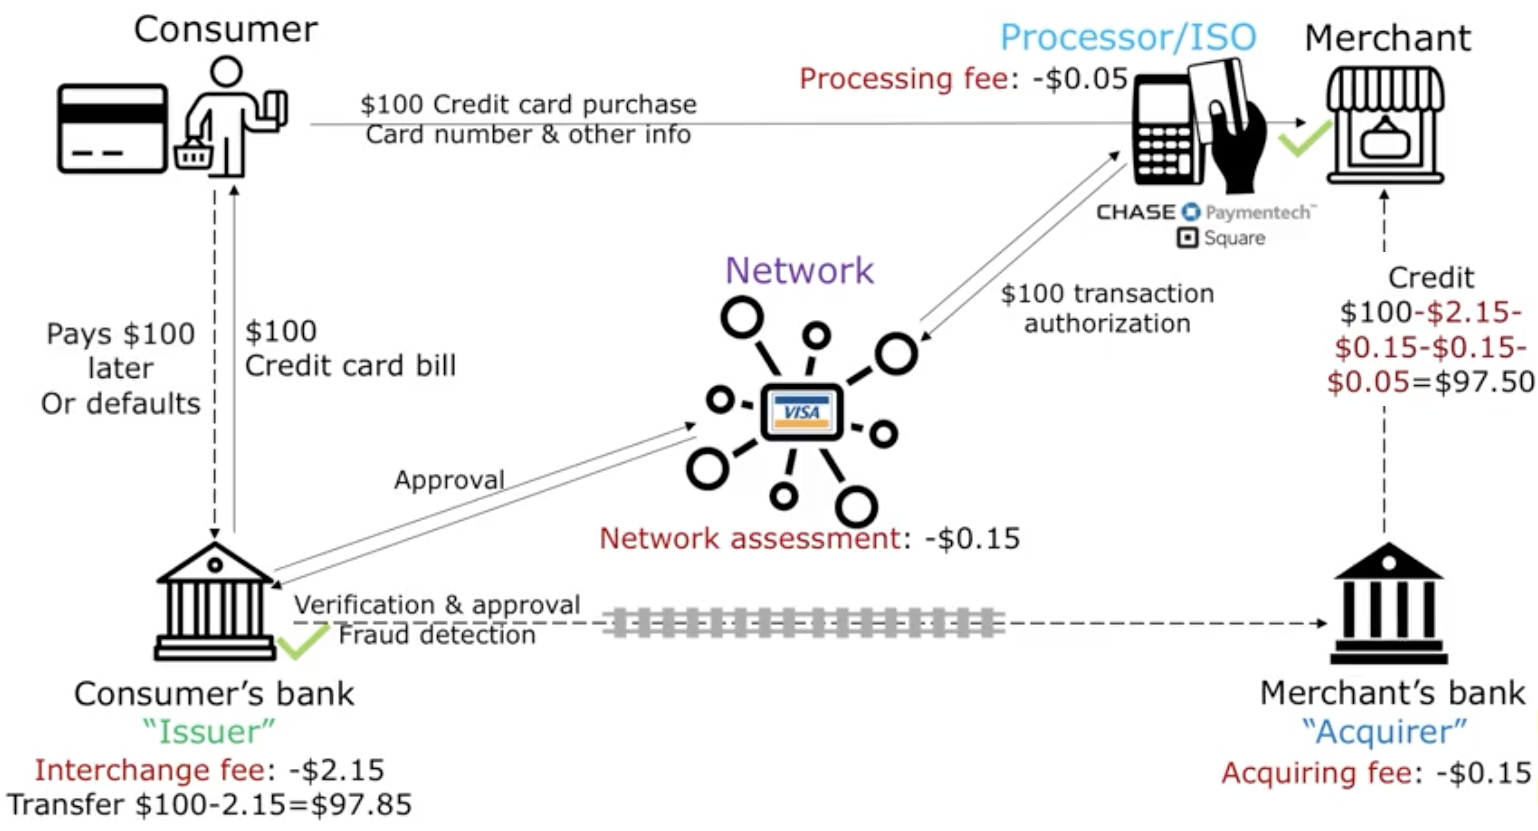 Consumer
Processor/ISO
Merchant
Processing fee: -$0.05
$100 Credit card purchase
Card number & other info
CHASE Paymentech™
Square
Network
$100 transaction
authorization
Credit
$100-$2.15-
$0.15-$0.15-
$0.05=$97.50
Pays $100
later
Or defaults
$100
Credit card bill
VISA
Approval
Network assessment: -$0.15
Verification & approval
Fraud detection
Consumer’s bank
“Issuer”
Interchange fee: -$2.15
Transfer $100-2.15=$97.85
Merchant’s bank
“Acquirer”
Acquiring fee: -$0.15